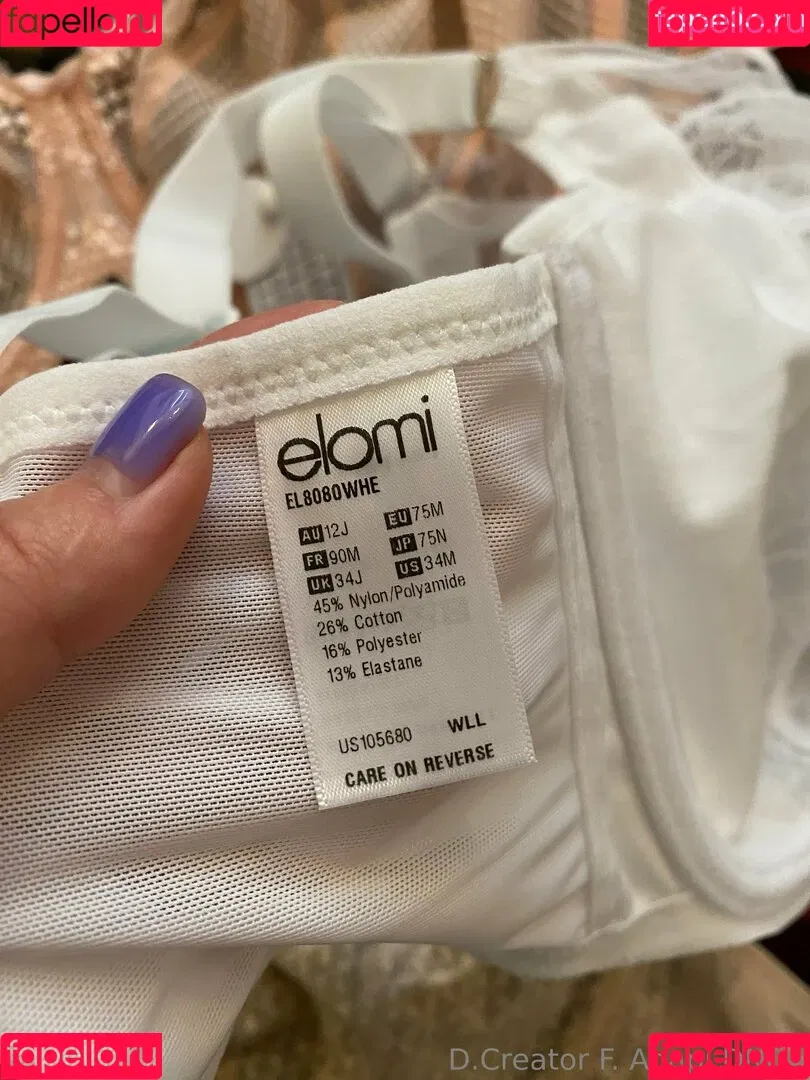 fapello.ru
fapello.ru
elomi
EL8080WHE
AU 12J EU 75M
FR 90M JP 75N
UK 34J US 34M
45% Nylon/Polyamide
26% Cotton
16% Polyester
13% Elastane
US105680 WLL
CARE ON REVERSE
fapello.ru
D.Creator F. A
fapello.ru